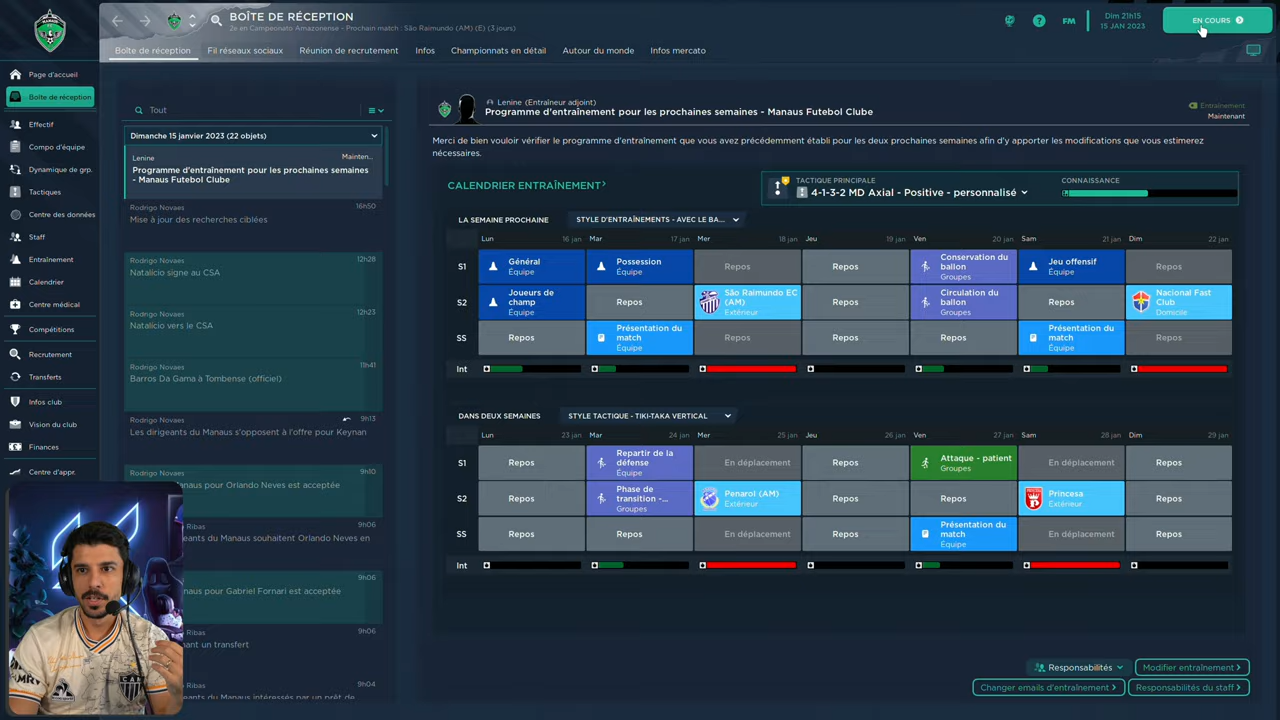 BOÎTE DE RÉCEPTION
2e en Campeonato Amazonense - Prochain match : São Raimundo (AM) (E) (3 jours)
FM
Dim 21h15
15 JAN 2023
EN COURS
Boîte de réception
Fil réseaux sociaux
Réunion de recrutement
Infos
Championnats en détail
Autour du monde
Infos mercato
Page d'accueil
Boîte de réception
Effectif
Compo d'équipe
Dynamique de grp.
Tactiques
Centre des données
Staff
Entraînement
Calendrier
Centre médical
Compétitions
Recrutement
Transferts
Infos club
Vision du club
Finances
Centre d'appr.
Tout
Dimanche 15 janvier 2023 (22 objets)
Lenine
Mainten...
Programme d'entraînement pour les prochaines semaines
- Manaus Futebol Clube
Rodrigo Novaes
16h50
Mise à jour des recherches ciblées
Rodrigo Novaes
12h28
Natalício signe au CSA
Rodrigo Novaes
12h23
Natalício vers le CSA
Rodrigo Novaes
11h41
Barros Da Gama à Tombense (officiel)
Rodrigo Novaes
9h13
Les dirigeants du Manaus s'opposent à l'offre pour Keynan
Rodrigo Novaes
9h10
anaus pour Orlando Neves est acceptée
Ribas
9h06
ants du Manaus souhaitent Orlando Neves en
9h06
anaus pour Gabriel Fornari est acceptée
Ribas
9h06
nant un transfert
Ribas
9h04
ants du Manaus intéressés par un prêt de
Lenine (Entraîneur adjoint)
Programme d'entraînement pour les prochaines semaines - Manaus Futebol Clube
Entraînement
Maintenant
Merci de bien vouloir vérifier le programme d'entraînement que vous avez précédemment établi pour les deux prochaines semaines afin d'y apporter les modifications que vous estimerez
nécessaires.
CALENDRIER ENTRAÎNEMENT
TACTIQUE PRINCIPALE
4-1-3-2 MD Axial - Positive - personnalisé
CONNAISSANCE
LA SEMAINE PROCHAINE
STYLE D'ENTRAÎNEMENTS - AVEC LE BA...
Lun 16 jan Mar 17 jan Mer 18 jan Jeu 19 jan Ven 20 jan Sam 21 jan Dim 22 jan
S1
Général
Équipe
Possession
Équipe
Repos
Repos
Conservation du
ballon
Groupes
Jeu offensif
Équipe
Repos
S2
Joueurs de
champ
Équipe
Repos
São Raimundo EC
(AM)
Extérieur
Repos
Circulation du
ballon
Groupes
Repos
Nacional Fast
Club
Domicile
SS
Repos
Présentation du
match
Équipe
Repos
Repos
Repos
Présentation du
match
Équipe
Repos
Int
DANS DEUX SEMAINES
STYLE TACTIQUE - TIKI-TAKA VERTICAL
Lun 23 jan Mar 24 jan Mer 25 jan Jeu 26 jan Ven 27 jan Sam 28 jan Dim 29 jan
S1
Repos
Repartir de la
défense
Équipe
En déplacement
Repos
Attaque - patient
Groupes
En déplacement
Repos
S2
Repos
Phase de
transition -...
Groupes
Penarol (AM)
Extérieur
Repos
Repos
Princesa
Extérieur
Repos
SS
Repos
Repos
En déplacement
Repos
Présentation du
match
Équipe
En déplacement
Repos
Int
Responsabilités
Modifier entraînement
Changer emails d'entraînement
Responsabilités du staff